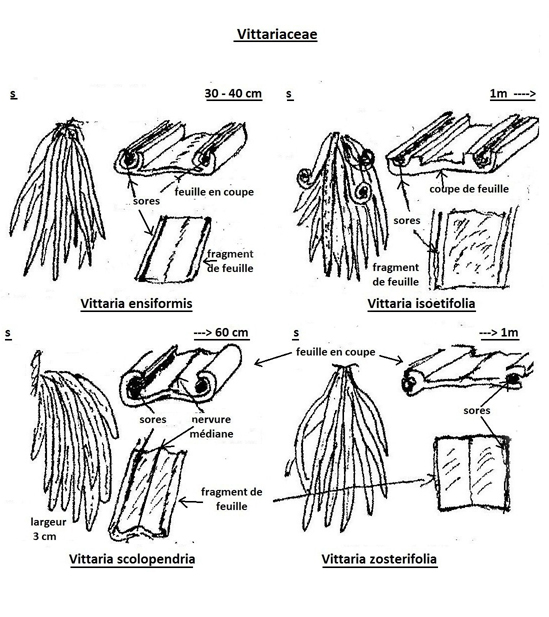 Vittariaceae
s
30 - 40 cm
feuille en coupe
sores
fragment
de feuille
Vittaria ensiformis
s
1m ---->
coupe de feuille
sores
fragment
de feuille
Vittaria isoetifolia
s
---> 60 cm
feuille en coupe
sores
nervure
médiane
fragment de
feuille
largeur
3 cm
Vittaria scolopendria
s
---> 1m
sores
Vittaria zosterifolia